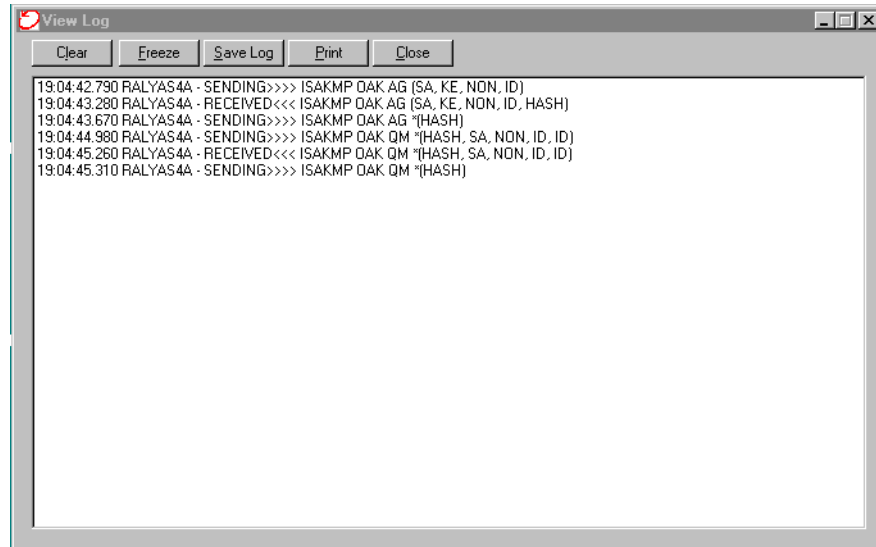 View Log
Clear Freeze Save Log Print Close
19:04:42.790 RALYAS4A - SENDING>>>> ISAKMP OAK AG (SA, KE, NON, ID)
19:04:43.280 RALYAS4A - RECEIVED<<< ISAKMP OAK AG (SA, KE, NON, ID, HASH)
19:04:43.670 RALYAS4A - SENDING>>>> ISAKMP OAK AG *(HASH)
19:04:44.980 RALYAS4A - SENDING>>>> ISAKMP OAK QM *(HASH, SA, NON, ID, ID)
19:04:45.260 RALYAS4A - RECEIVED<<< ISAKMP OAK QM *(HASH, SA, NON, ID, ID)
19:04:45.310 RALYAS4A - SENDING>>>> ISAKMP OAK QM *(HASH)